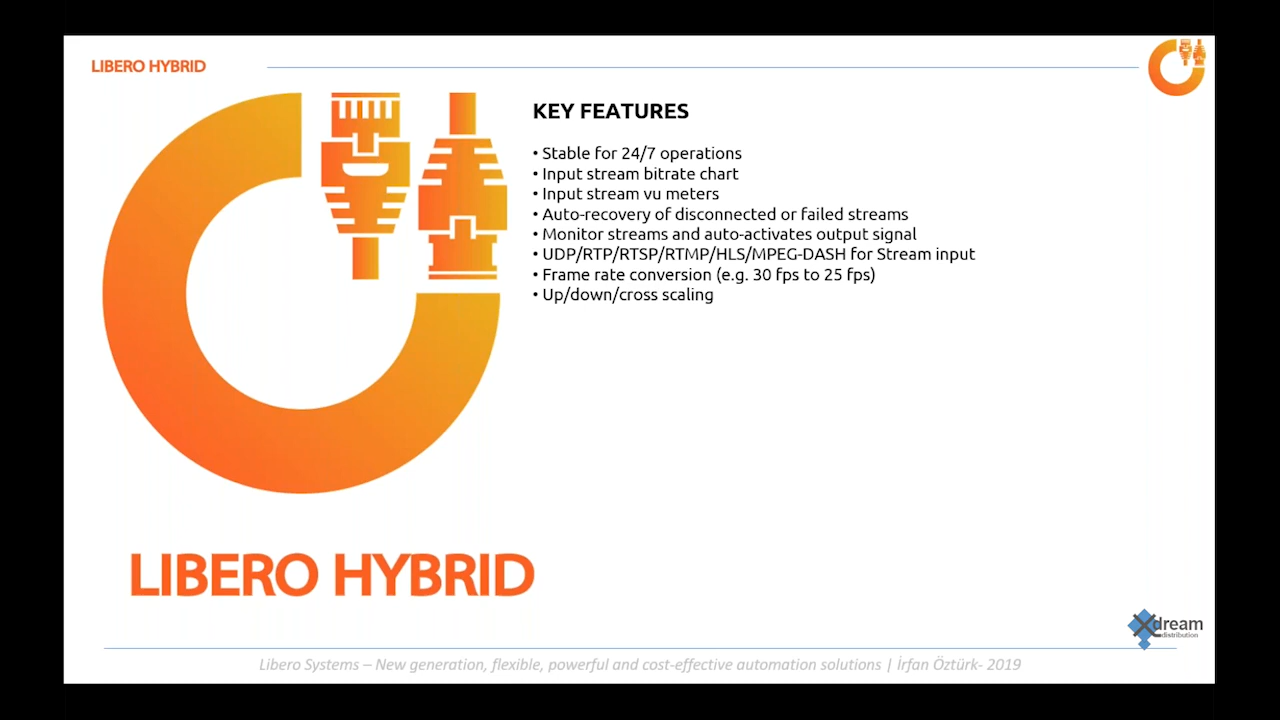 LIBERO HYBRID
KEY FEATURES
• Stable for 24/7 operations
• Input stream bitrate chart
• Input stream vu meters
• Auto-recovery of disconnected or failed streams
• Monitor streams and auto-activates output signal
• UDP/RTP/RTSP/RTMP/HLS/MPEG-DASH for Stream input
• Frame rate conversion (e.g. 30 fps to 25 fps)
• Up/down/cross scaling
LIBERO HYBRID
Xdream
distribution
Libero Systems – New generation, flexible, powerful and cost-effective automation solutions | İrfan Öztürk- 2019